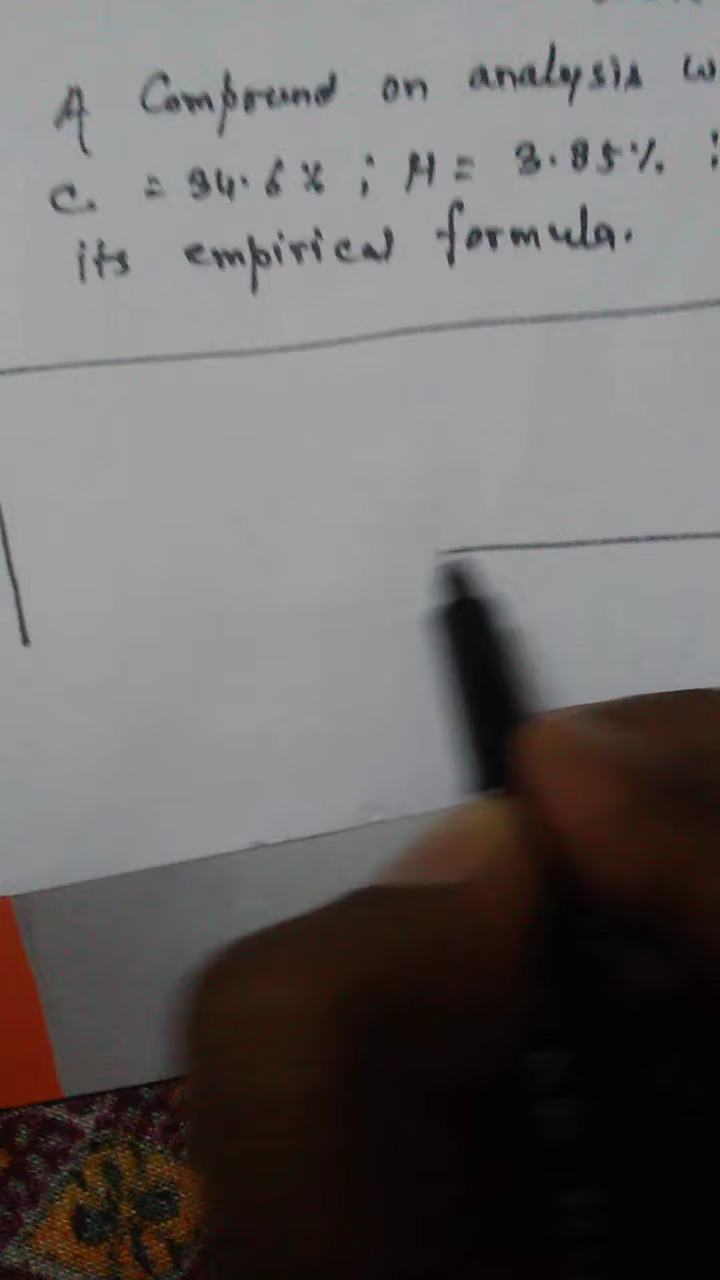 A Compound on analysis w
C = 34.6% ; H = 3.85% ;
its empirical formula.